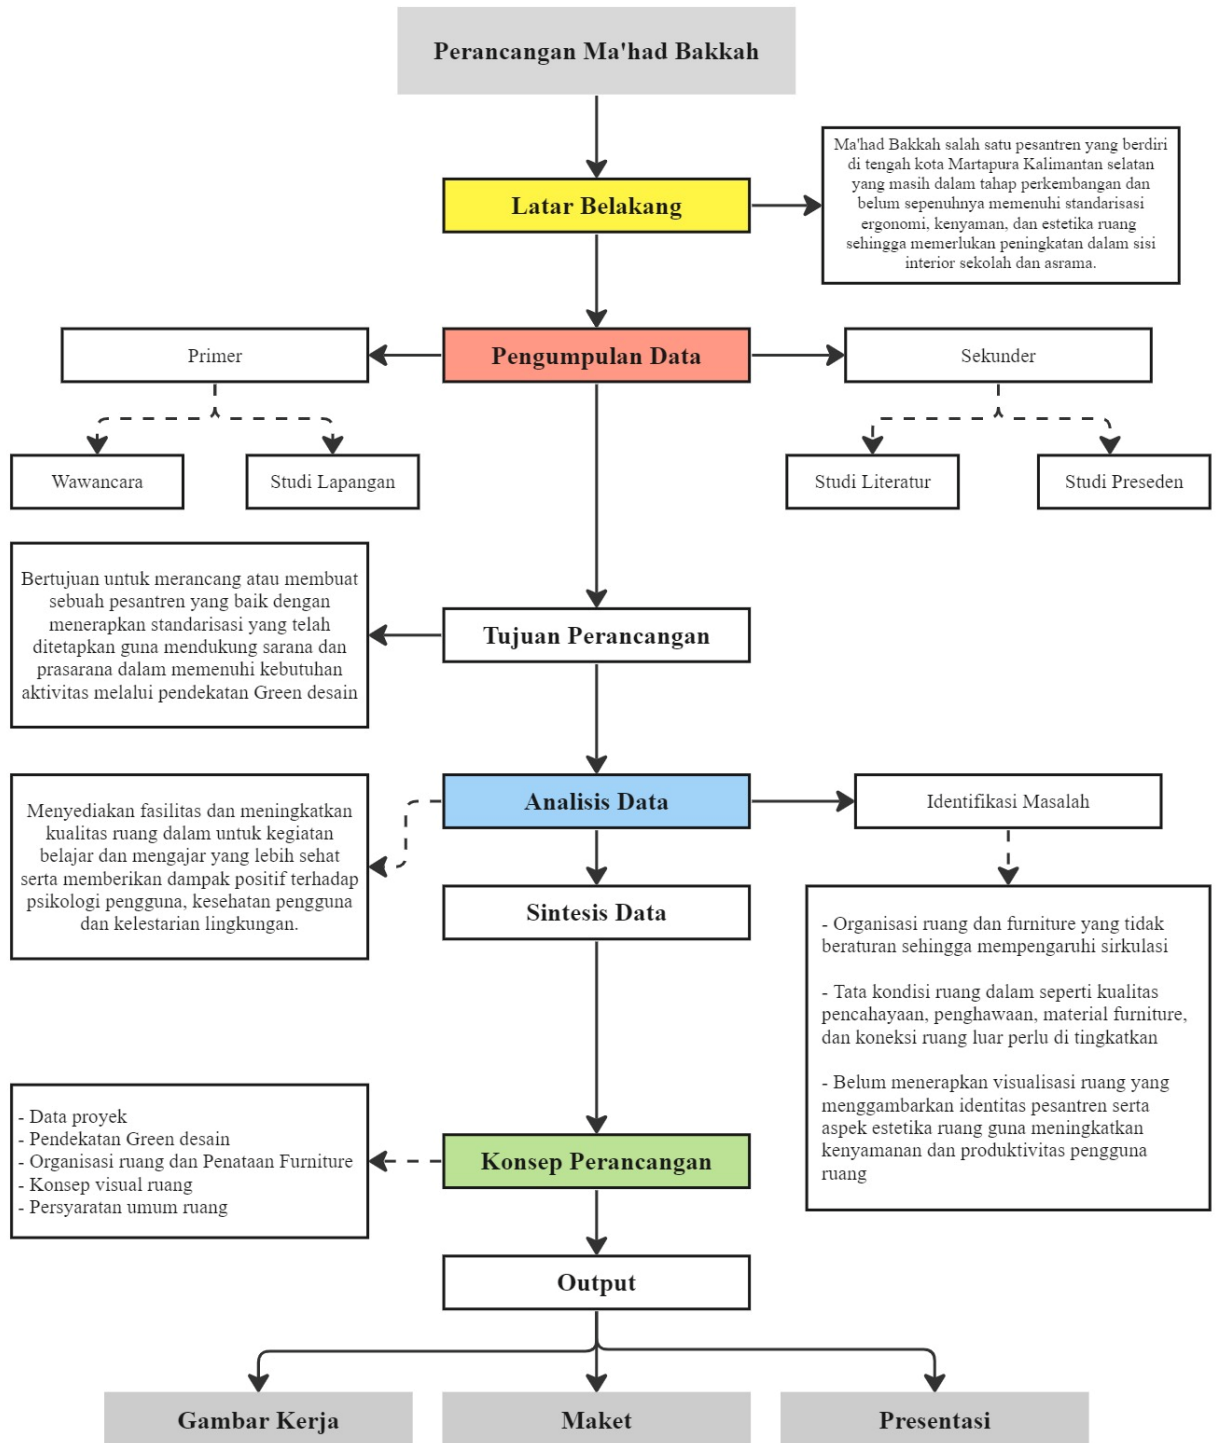 Perancangan Ma'had Bakkah
Latar Belakang
Ma'had Bakkah salah satu pesantren yang berdiri
di tengah kota Martapura Kalimantan selatan
yang masih dalam tahap perkembangan dan
belum sepenuhnya memenuhi standarisasi
ergonomi, kenyaman, dan estetika ruang
sehingga memerlukan peningkatan dalam sisi
interior sekolah dan asrama.
Primer
Pengumpulan Data
Sekunder
Wawancara
Studi Lapangan
Studi Literatur
Studi Preseden
Bertujuan untuk merancang atau membuat
sebuah pesantren yang baik dengan
menerapkan standarisasi yang telah
ditetapkan guna mendukung sarana dan
prasarana dalam memenuhi kebutuhan
aktivitas melalui pendekatan Green desain
Tujuan Perancangan
Menyediakan fasilitas dan meningkatkan
kualitas ruang dalam untuk kegiatan
belajar dan mengajar yang lebih sehat
serta memberikan dampak positif terhadap
psikologi pengguna, kesehatan pengguna
dan kelestarian lingkungan.
Analisis Data
Identifikasi Masalah
Sintesis Data
- Organisasi ruang dan furniture yang tidak
beraturan sehingga mempengaruhi sirkulasi
- Tata kondisi ruang dalam seperti kualitas
pencahayaan, penghawaan, material furniture,
dan koneksi ruang luar perlu di tingkatkan
- Belum menerapkan visualisasi ruang yang
menggambarkan identitas pesantren serta
aspek estetika ruang guna meningkatkan
kenyamanan dan produktivitas pengguna
ruang
- Data proyek
- Pendekatan Green desain
- Organisasi ruang dan Penataan Furniture
- Konsep visual ruang
- Persyaratan umum ruang
Konsep Perancangan
Output
Gambar Kerja
Maket
Presentasi